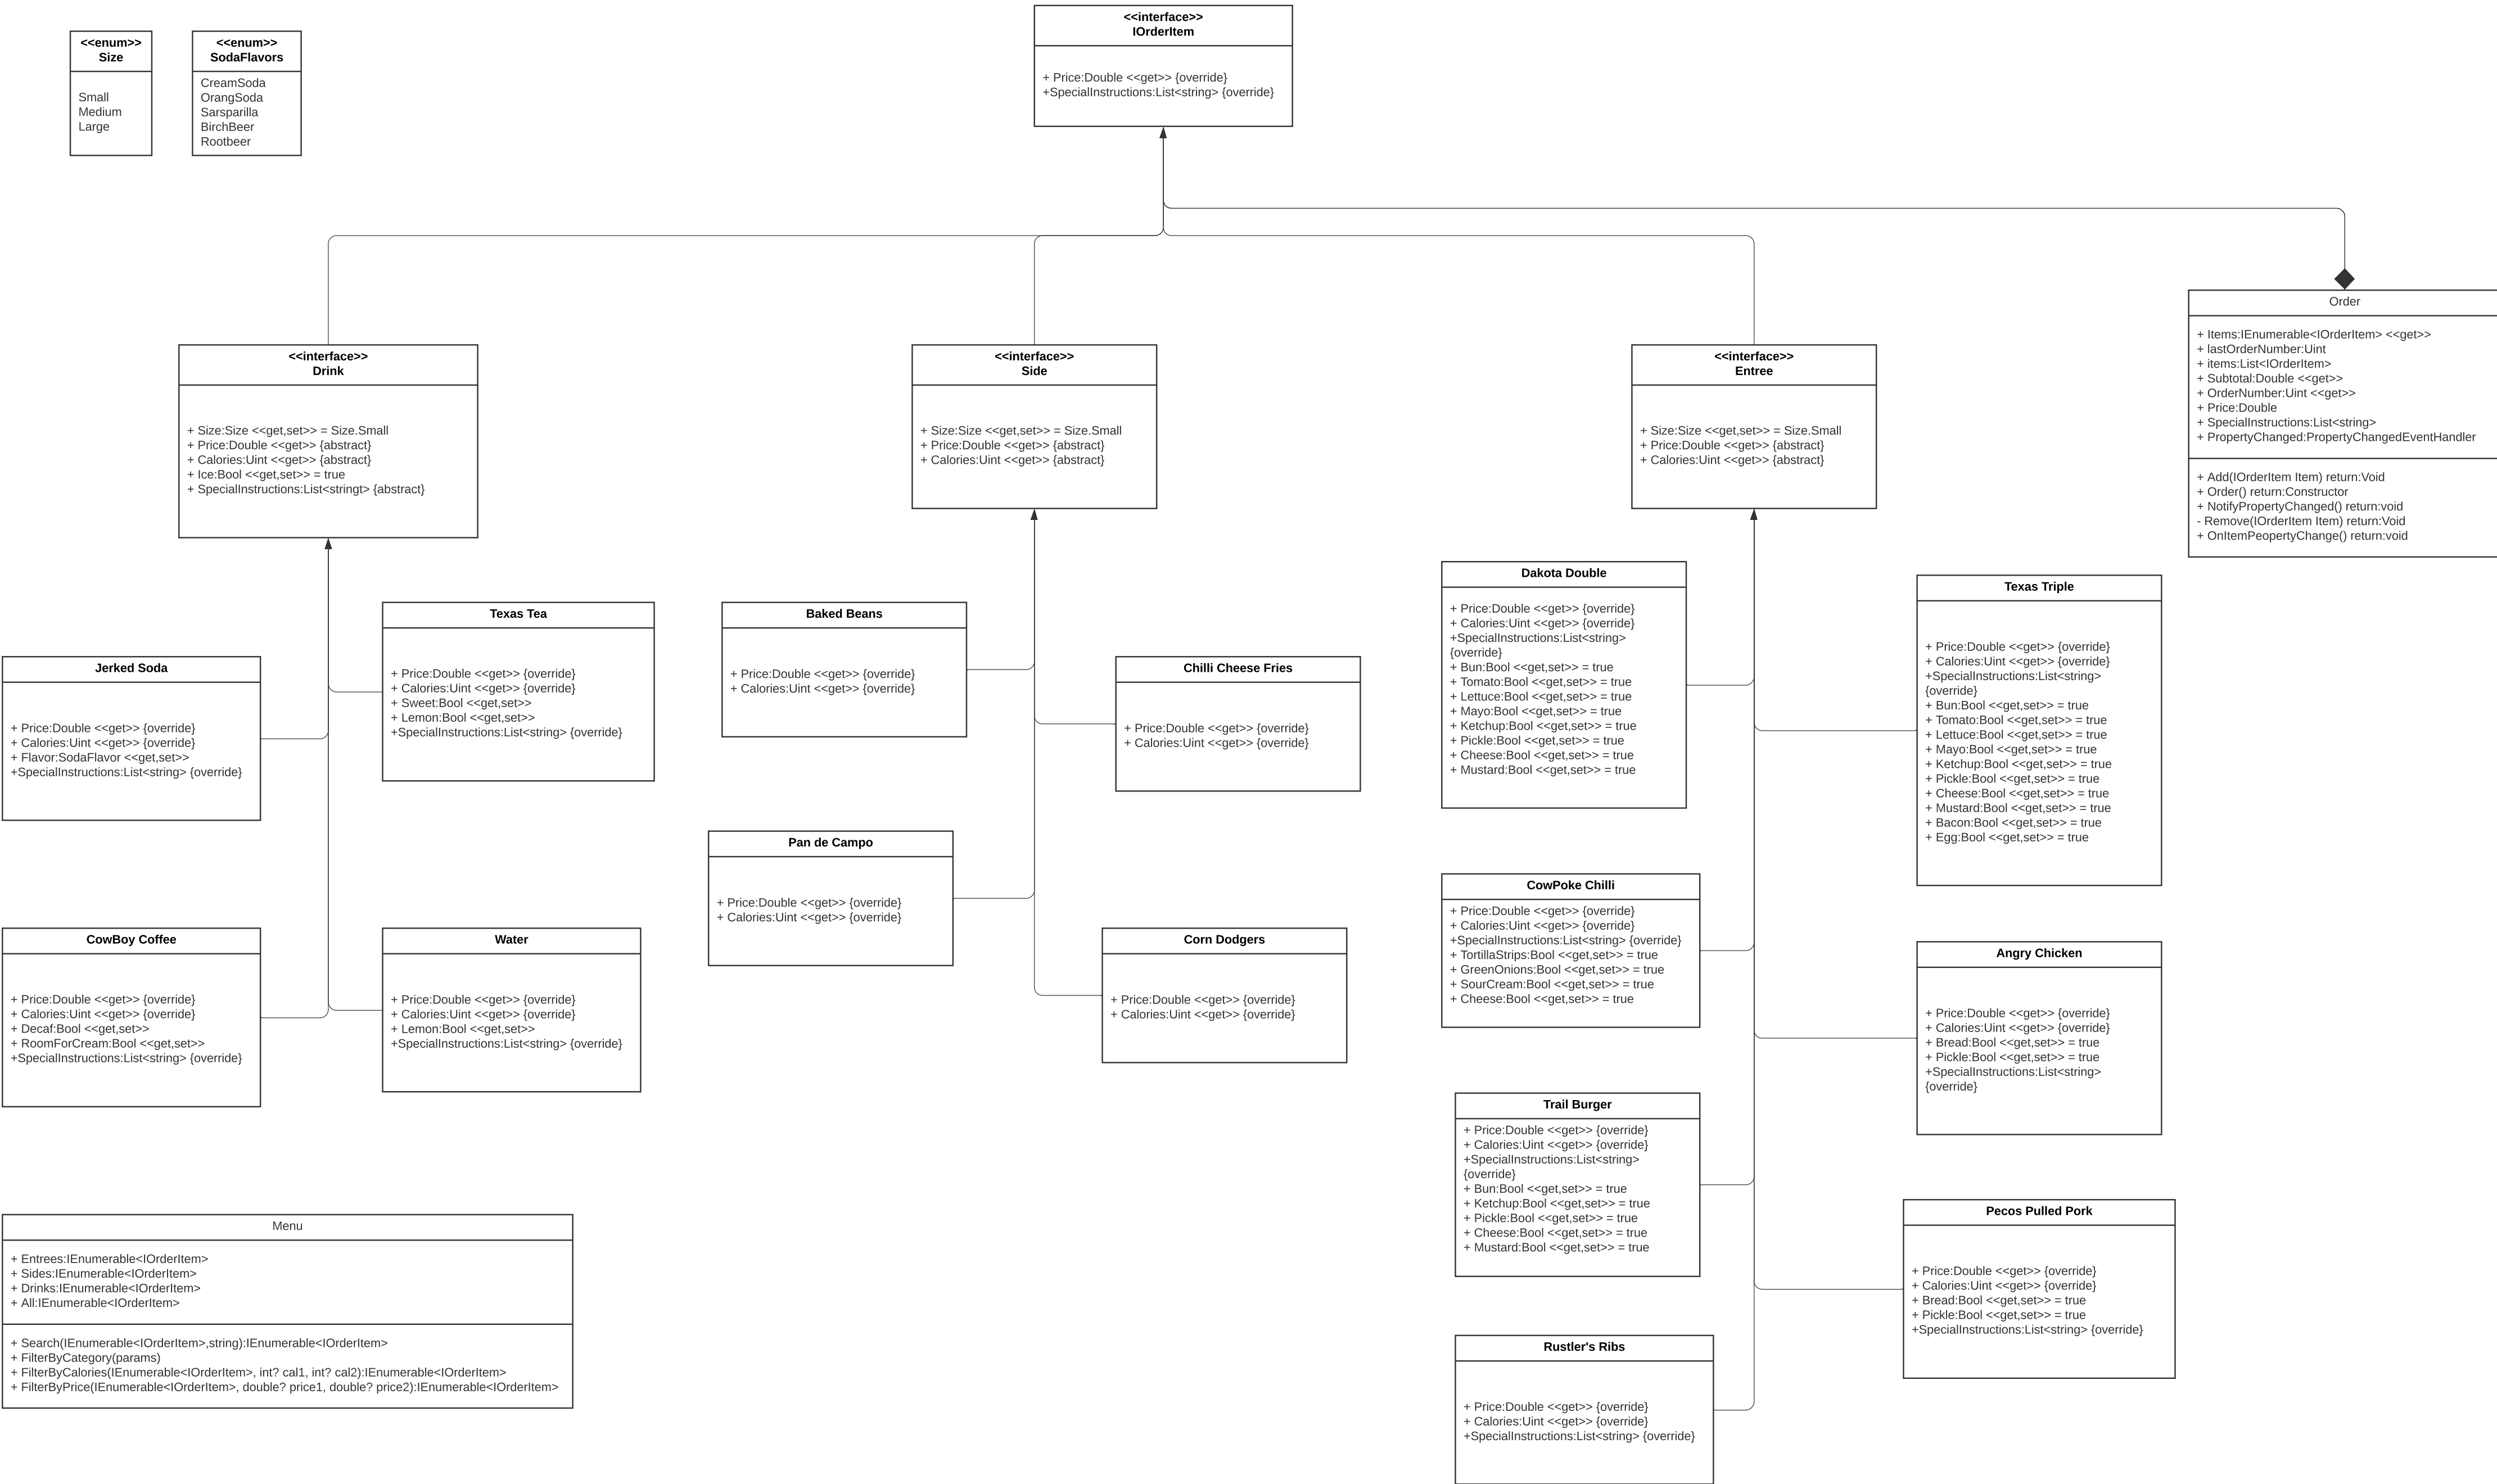 <<enum>>
Size
Small
Medium
Large
<<enum>>
SodaFlavors
CreamSoda
OrangSoda
Sarsparilla
BirchBeer
Rootbeer
<<interface>>
IOrderItem
+ Price:Double <<get>> {override}
+SpecialInstructions:List<string> {override}
Order
+ Items:IEnumerable<IOrderItem> <<get>>
+ lastOrderNumber:Uint
+ items:List<IOrderItem>
+ Subtotal:Double <<get>>
+ OrderNumber:Uint <<get>>
+ Price:Double
+ SpecialInstructions:List<string>
+ PropertyChanged:PropertyChangedEventHandler
+ Add(IOrderItem Item) return:Void
+ Order() return:Constructor
+ NotifyPropertyChanged() return:void
- Remove(IOrderItem Item) return:Void
+ OnItemPeopertyChange() return:void
<<interface>>
Drink
+ Size:Size <<get,set>> = Size.Small
+ Price:Double <<get>> {abstract}
+ Calories:Uint <<get>> {abstract}
+ Ice:Bool <<get,set>> = true
+ SpecialInstructions:List<stringt> {abstract}
<<interface>>
Side
+ Size:Size <<get,set>> = Size.Small
+ Price:Double <<get>> {abstract}
+ Calories:Uint <<get>> {abstract}
<<interface>>
Entree
+ Size:Size <<get,set>> = Size.Small
+ Price:Double <<get>> {abstract}
+ Calories:Uint <<get>> {abstract}
Jerked Soda
+ Price:Double <<get>> {override}
+ Calories:Uint <<get>> {override}
+ Flavor:SodaFlavor <<get,set>>
+SpecialInstructions:List<string> {override}
Texas Tea
+ Price:Double <<get>> {override}
+ Calories:Uint <<get>> {override}
+ Sweet:Bool <<get,set>>
+ Lemon:Bool <<get,set>>
+SpecialInstructions:List<string> {override}
Baked Beans
+ Price:Double <<get>> {override}
+ Calories:Uint <<get>> {override}
Chilli Cheese Fries
+ Price:Double <<get>> {override}
+ Calories:Uint <<get>> {override}
Dakota Double
+ Price:Double <<get>> {override}
+ Calories:Uint <<get>> {override}
+SpecialInstructions:List<string>
{override}
+ Bun:Bool <<get,set>> = true
+ Tomato:Bool <<get,set>> = true
+ Lettuce:Bool <<get,set>> = true
+ Mayo:Bool <<get,set>> = true
+ Ketchup:Bool <<get,set>> = true
+ Pickle:Bool <<get,set>> = true
+ Cheese:Bool <<get,set>> = true
+ Mustard:Bool <<get,set>> = true
Texas Triple
+ Price:Double <<get>> {override}
+ Calories:Uint <<get>> {override}
+SpecialInstructions:List<string>
{override}
+ Bun:Bool <<get,set>> = true
+ Tomato:Bool <<get,set>> = true
+ Lettuce:Bool <<get,set>> = true
+ Mayo:Bool <<get,set>> = true
+ Ketchup:Bool <<get,set>> = true
+ Pickle:Bool <<get,set>> = true
+ Cheese:Bool <<get,set>> = true
+ Mustard:Bool <<get,set>> = true
+ Bacon:Bool <<get,set>> = true
+ Egg:Bool <<get,set>> = true
CowBoy Coffee
+ Price:Double <<get>> {override}
+ Calories:Uint <<get>> {override}
+ Decaf:Bool <<get,set>>
+ RoomForCream:Bool <<get,set>>
+SpecialInstructions:List<string> {override}
Water
+ Price:Double <<get>> {override}
+ Calories:Uint <<get>> {override}
+ Lemon:Bool <<get,set>>
+SpecialInstructions:List<string> {override}
Pan de Campo
+ Price:Double <<get>> {override}
+ Calories:Uint <<get>> {override}
Corn Dodgers
+ Price:Double <<get>> {override}
+ Calories:Uint <<get>> {override}
CowPoke Chilli
+ Price:Double <<get>> {override}
+ Calories:Uint <<get>> {override}
+SpecialInstructions:List<string> {override}
+ TortillaStrips:Bool <<get,set>> = true
+ GreenOnions:Bool <<get,set>> = true
+ SourCream:Bool <<get,set>> = true
+ Cheese:Bool <<get,set>> = true
Angry Chicken
+ Price:Double <<get>> {override}
+ Calories:Uint <<get>> {override}
+ Bread:Bool <<get,set>> = true
+ Pickle:Bool <<get,set>> = true
+SpecialInstructions:List<string>
{override}
Trail Burger
+ Price:Double <<get>> {override}
+ Calories:Uint <<get>> {override}
+SpecialInstructions:List<string>
{override}
+ Bun:Bool <<get,set>> = true
+ Ketchup:Bool <<get,set>> = true
+ Pickle:Bool <<get,set>> = true
+ Cheese:Bool <<get,set>> = true
+ Mustard:Bool <<get,set>> = true
Pecos Pulled Pork
+ Price:Double <<get>> {override}
+ Calories:Uint <<get>> {override}
+ Bread:Bool <<get,set>> = true
+ Pickle:Bool <<get,set>> = true
+SpecialInstructions:List<string> {override}
Menu
+ Entrees:IEnumerable<IOrderItem>
+ Sides:IEnumerable<IOrderItem>
+ Drinks:IEnumerable<IOrderItem>
+ All:IEnumerable<IOrderItem>
+ Search(IEnumerable<IOrderItem>,string):IEnumerable<IOrderItem>
+ FilterByCategory(params)
+ FilterByCalories(IEnumerable<IOrderItem>, int? cal1, int? cal2):IEnumerable<IOrderItem>
+ FilterByPrice(IEnumerable<IOrderItem>, double? price1, double? price2):IEnumerable<IOrderItem>
Rustler's Ribs
+ Price:Double <<get>> {override}
+ Calories:Uint <<get>> {override}
+SpecialInstructions:List<string> {override}